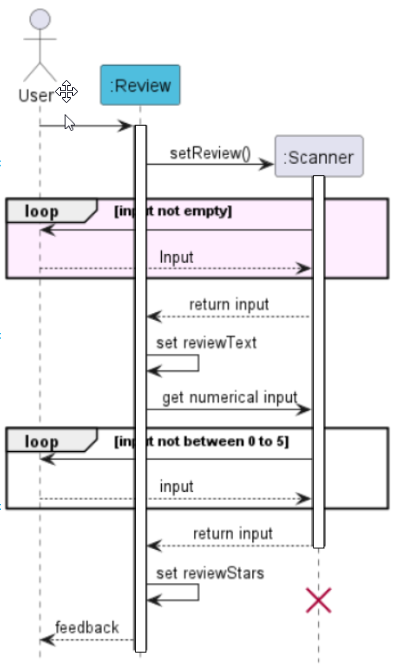 User
:Review
setReview()
:Scanner
loop
[input not empty]
Input
return input
set reviewText
get numerical input
loop
[input not between 0 to 5]
input
return input
set reviewStars
feedback